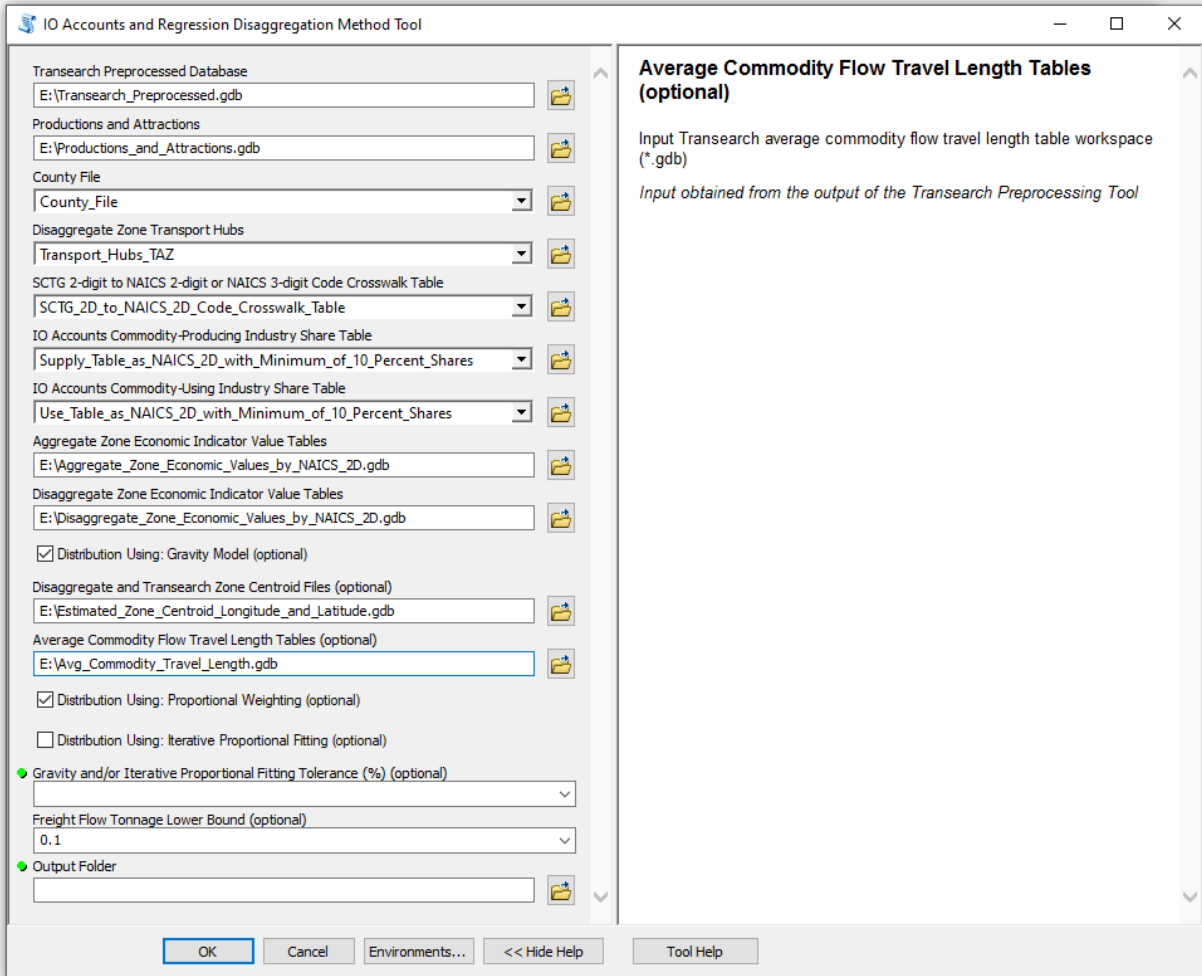 IO Accounts and Regression Disaggregation Method Tool
Transearch Preprocessed Database
E:\Transearch_Preprocessed.gdb
Productions and Attractions
E:\Productions_and_Attractions.gdb
County File
County_File
Disaggregate Zone Transport Hubs
Transport_Hubs_TAZ
SCTG 2-digit to NAICS 2-digit or NAICS 3-digit Code Crosswalk Table
SCTG_2D_to_NAICS_2D_Code_Crosswalk_Table
IO Accounts Commodity-Producing Industry Share Table
Supply_Table_as_NAICS_2D_with_Minimum_of_10_Percent_Shares
IO Accounts Commodity-Using Industry Share Table
Use_Table_as_NAICS_2D_with_Minimum_of_10_Percent_Shares
Aggregate Zone Economic Indicator Value Tables
E:\Aggregate_Zone_Economic_Values_by_NAICS_2D.gdb
Disaggregate Zone Economic Indicator Value Tables
E:\Disaggregate_Zone_Economic_Values_by_NAICS_2D.gdb
Distribution Using: Gravity Model (optional)
Disaggregate and Transearch Zone Centroid Files (optional)
E:\Estimated_Zone_Centroid_Longitude_and_Latitude.gdb
Average Commodity Flow Travel Length Tables (optional)
E:\Avg_Commodity_Travel_Length.gdb
Distribution Using: Proportional Weighting (optional)
Distribution Using: Iterative Proportional Fitting (optional)
Gravity and/or Iterative Proportional Fitting Tolerance (%) (optional)
Freight Flow Tonnage Lower Bound (optional)
0.1
Output Folder
Average Commodity Flow Travel Length Tables
(optional)
Input Transearch average commodity flow travel length table workspace
(*.gdb)
Input obtained from the output of the Transearch Preprocessing Tool
OK
Cancel
Environments...
<< Hide Help
Tool Help